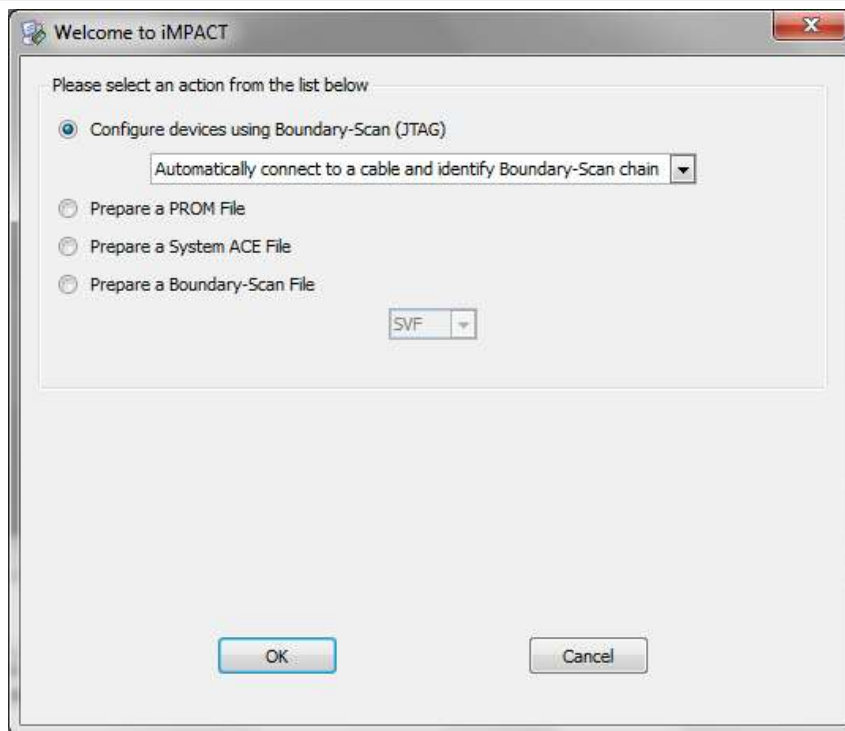 Welcome to iMPACT
Please select an action from the list below
Configure devices using Boundary-Scan (JTAG)
Automatically connect to a cable and identify Boundary-Scan chain
Prepare a PROM File
Prepare a System ACE File
Prepare a Boundary-Scan File
SVF
OK Cancel